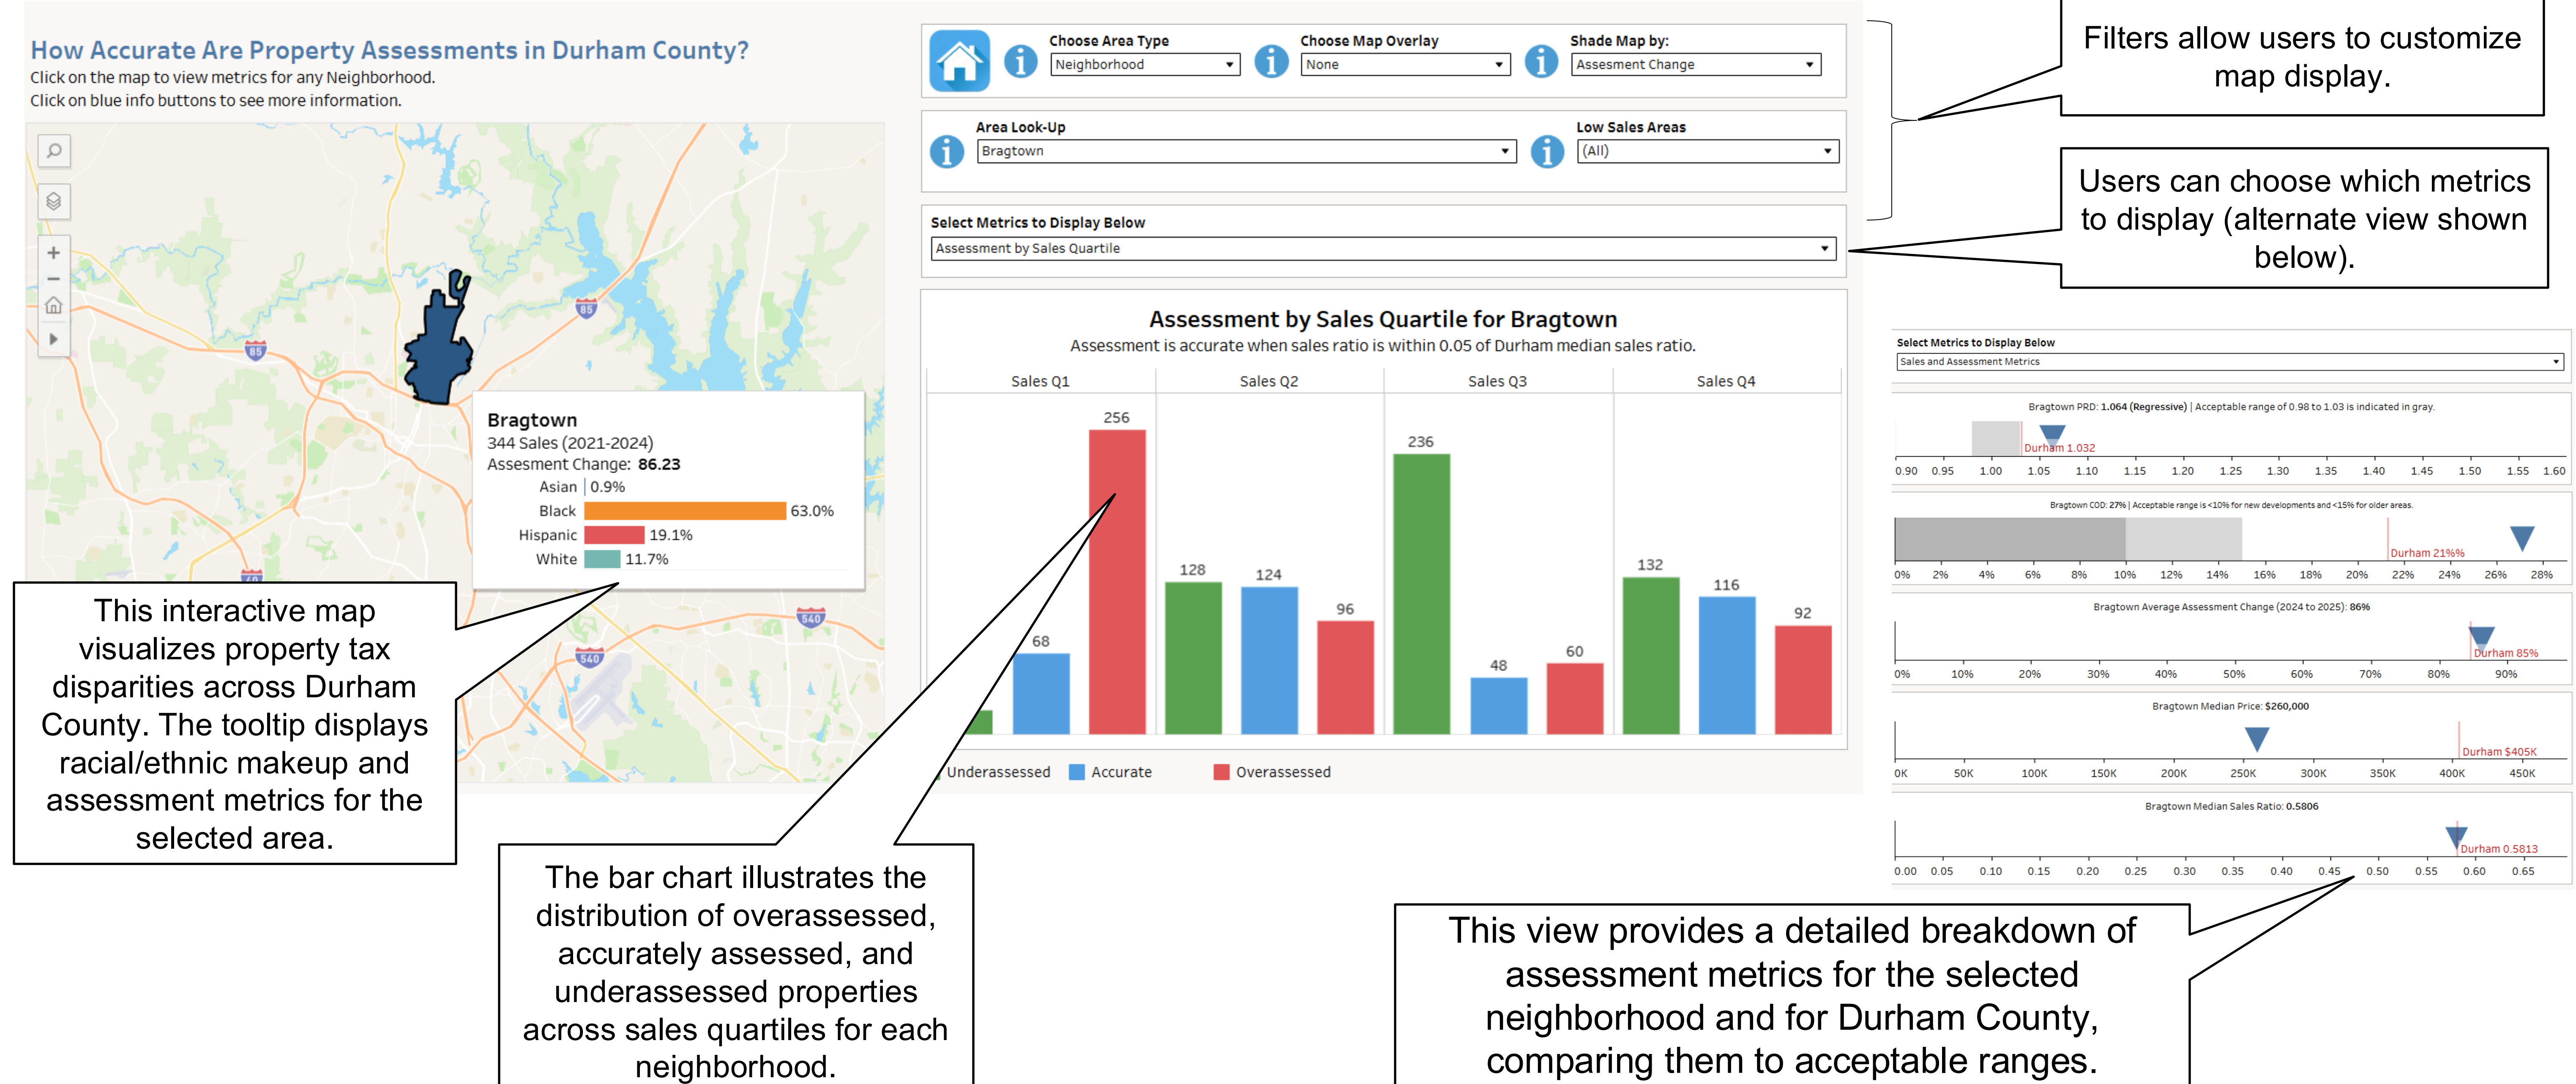 How Accurate Are Property Assessments in Durham County?
Click on the map to view metrics for any Neighborhood.
Click on blue info buttons to see more information.
Choose Area Type
Neighborhood
Choose Map Overlay
None
Shade Map by:
Assesment Change
Area Look-Up
Bragtown
Low Sales Areas
(All)
Select Metrics to Display Below
Assessment by Sales Quartile
Filters allow users to customize
map display.
Users can choose which metrics
to display (alternate view shown
below).
85
85
40
540
540
Bragtown
344 Sales (2021-2024)
Assesment Change: 86.23
Asian 0.9%
Black 63.0%
Hispanic 19.1%
White 11.7%
This interactive map
visualizes property tax
disparities across Durham
County. The tooltip displays
racial/ethnic makeup and
assessment metrics for the
selected area.
Assessment by Sales Quartile for Bragtown
Assessment is accurate when sales ratio is within 0.05 of Durham median sales ratio.
Sales Q1 Sales Q2 Sales Q3 Sales Q4
68 256 128 124 96 236 48 60 132 116 92
Underassessed Accurate Overassessed
The bar chart illustrates the
distribution of overassessed,
accurately assessed, and
underassessed properties
across sales quartiles for each
neighborhood.
Select Metrics to Display Below
Sales and Assessment Metrics
Bragtown PRD: 1.064 (Regressive) | Acceptable range of 0.98 to 1.03 is indicated in gray.
Durham 1.032
0.90 0.95 1.00 1.05 1.10 1.15 1.20 1.25 1.30 1.35 1.40 1.45 1.50 1.55 1.60
Bragtown COD: 27% | Acceptable range is <10% for new developments and <15% for older areas.
Durham 21%%
0% 2% 4% 6% 8% 10% 12% 14% 16% 18% 20% 22% 24% 26% 28%
Bragtown Average Assessment Change (2024 to 2025): 86%
Durham 85%
0% 10% 20% 30% 40% 50% 60% 70% 80% 90%
Bragtown Median Price: $260,000
Durham $405K
0K 50K 100K 150K 200K 250K 300K 350K 400K 450K
Bragtown Median Sales Ratio: 0.5806
Durham 0.5813
0.00 0.05 0.10 0.15 0.20 0.25 0.30 0.35 0.40 0.45 0.50 0.55 0.60 0.65
This view provides a detailed breakdown of
assessment metrics for the selected
neighborhood and for Durham County,
comparing them to acceptable ranges.